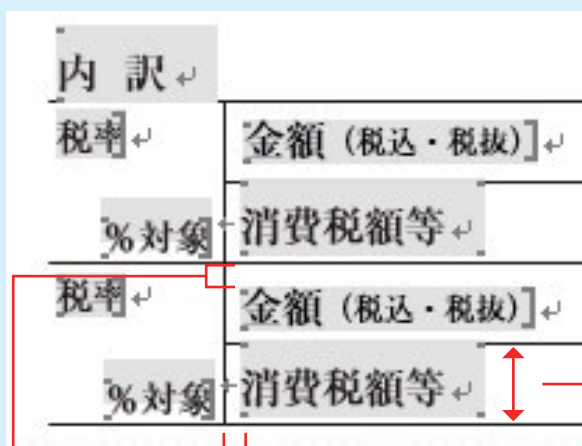 内 訳
税率
金額（税込・税抜）
％対象
消費税額等
税率
金額（税込・税抜）
％対象
消費税額等